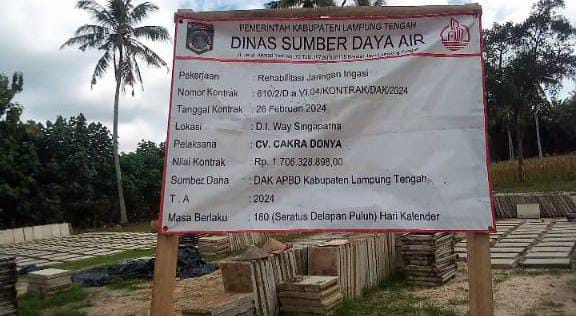 PEMERINTAH KABUPATEN LAMPUNG TENGAH
DINAS SUMBER DAYA AIR
Pekerjaan : Rehabilitasi Jaringan Irigasi
Nomor Kontrak : 610/2/D a VI.04/KONTRAK/DAK/2024
Tanggal Kontrak : 26 Februari 2024
Lokasi : D.I. Way Singaparna
Pelaksana : CV. CAKRA DONYA
Nilai Kontrak : Rp. 1.706.328.898,00
Sumber Dana : DAK APBD Kabupaten Lampung Tengah
T . A : 2024
Masa Berlaku : 180 (Seratus Delapan Puluh) Hari Kalender